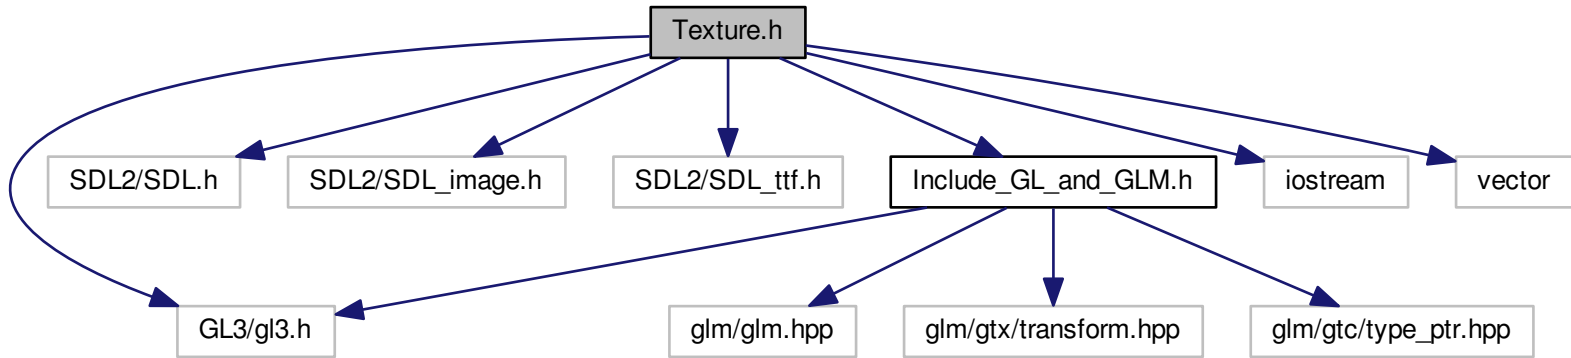 Texture.h
SDL2/SDL.h
SDL2/SDL_image.h
SDL2/SDL_ttf.h
Include_GL_and_GLM.h
iostream
vector
GL3/gl3.h
glm/glm.hpp
glm/gtx/transform.hpp
glm/gtc/type_ptr.hpp